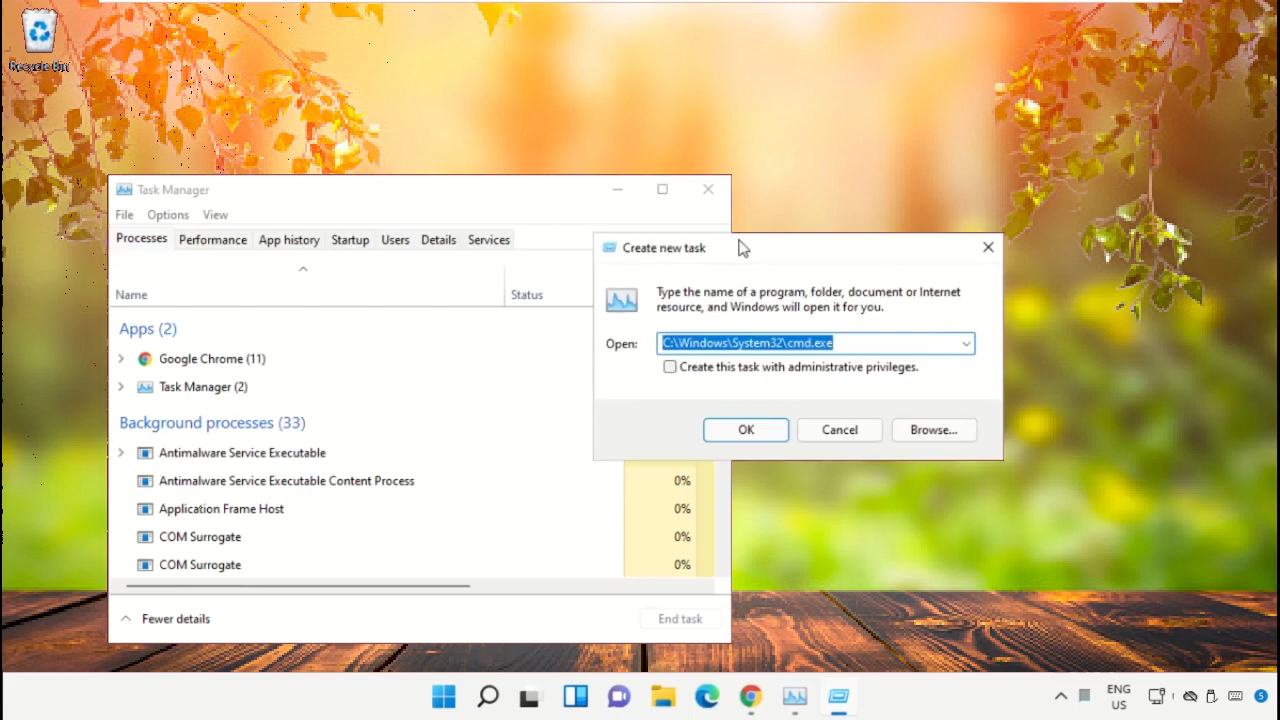 Recycle Bin
Task Manager
File Options View
Processes Performance App history Startup Users Details Services
Name Status
Apps (2)
Google Chrome (11)
Task Manager (2)
Background processes (33)
Antimalware Service Executable
Antimalware Service Executable Content Process 0%
Application Frame Host 0%
COM Surrogate 0%
COM Surrogate 0%
Fewer details End task
Create new task
Type the name of a program, folder, document or Internet
resource, and Windows will open it for you.
Open: C:\Windows\System32\cmd.exe
Create this task with administrative privileges.
OK Cancel Browse...
ENG
US
5